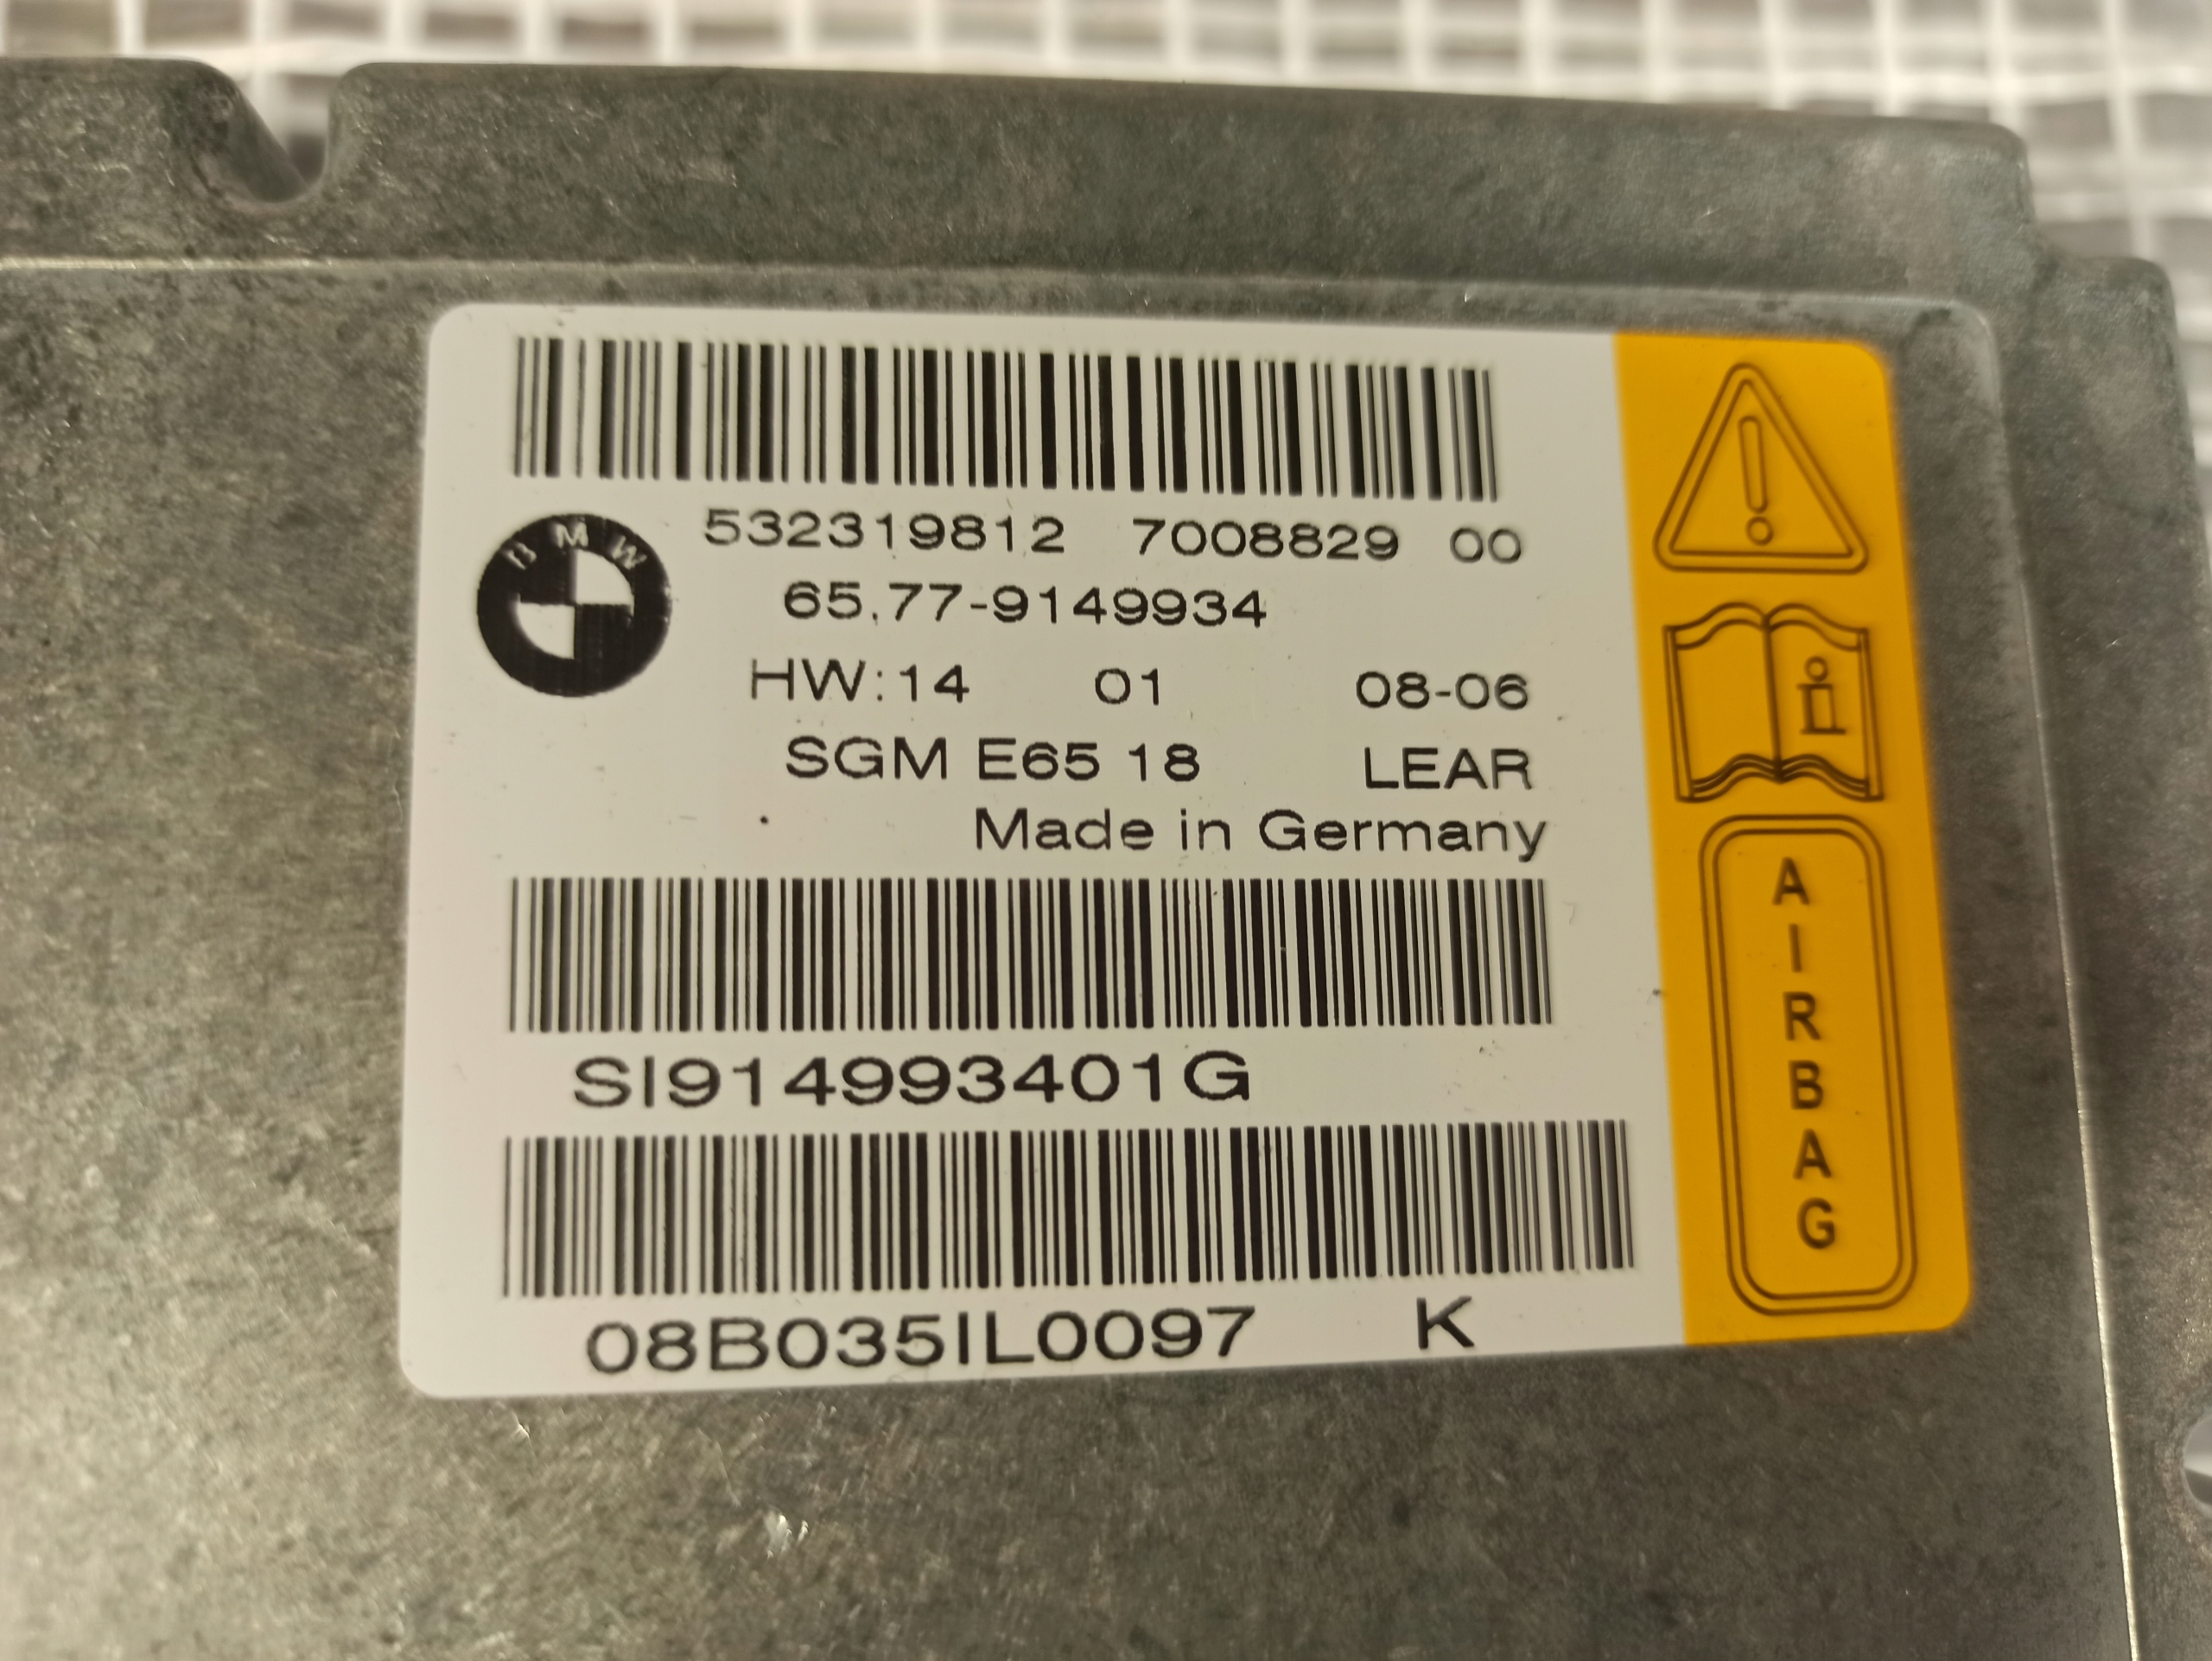 532319812 7008829 00
BMW
65.77-9149934
HW:14 01 08-06
SGM E65 18 LEAR
Made in Germany
SI914993401G
08B035IL0097 K
AIRBAG